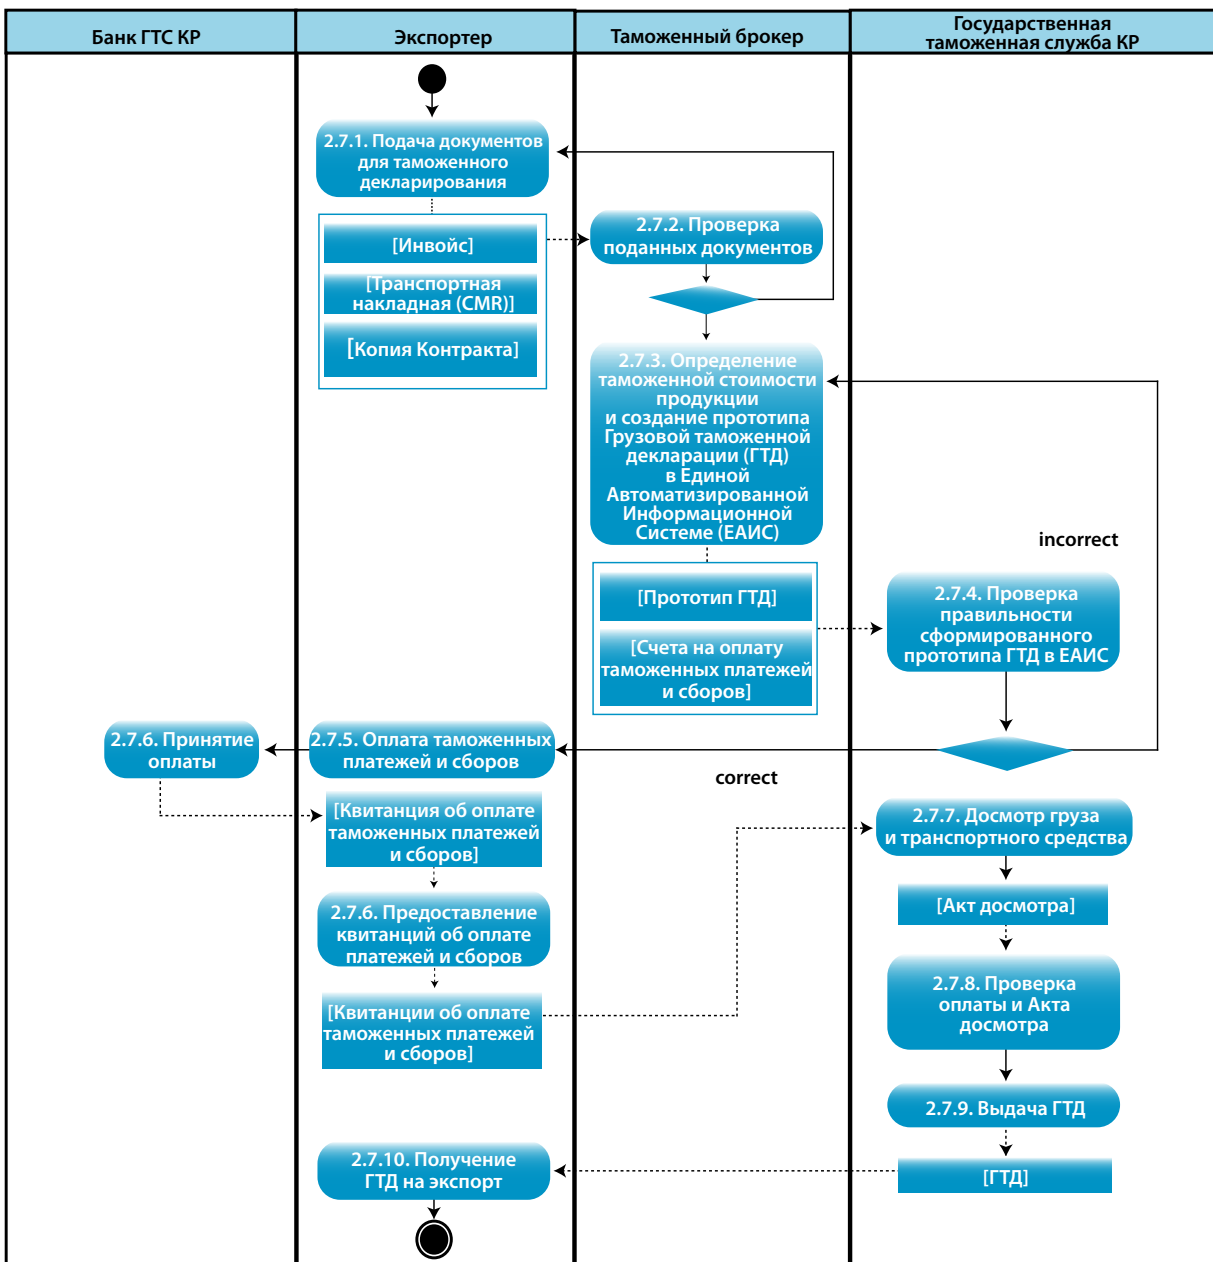 Банк ГТС КР
Экспортер
Таможенный брокер
Государственная
таможенная служба КР
2.7.1. Подача документов
для таможенного
декларирования
[Инвойс]
[Транспортная
накладная (CMR)]
[Копия Контракта]
2.7.2. Проверка
поданных документов
2.7.3. Определение
таможенной стоимости
продукции
и создание прототипа
Грузовой таможенной
декларации (ГТД)
в Единой
Автоматизированной
Информационной
Системе (ЕАИС)
incorrect
[Прототип ГТД]
[Счета на оплату
таможенных платежей
и сборов]
2.7.4. Проверка
правильности
сформированного
прототипа ГТД в ЕАИС
2.7.6. Принятие
оплаты
2.7.5. Оплата таможенных
платежей и сборов
correct
[Квитанция об оплате
таможенных платежей
и сборов]
2.7.7. Досмотр груза
и транспортного средства
2.7.6. Предоставление
квитанций об оплате
платежей и сборов
[Акт досмотра]
[Квитанции об оплате
таможенных платежей
и сборов]
2.7.8. Проверка
оплаты и Акта
досмотра
2.7.9. Выдача ГТД
2.7.10. Получение
ГТД на экспорт
[ГТД]